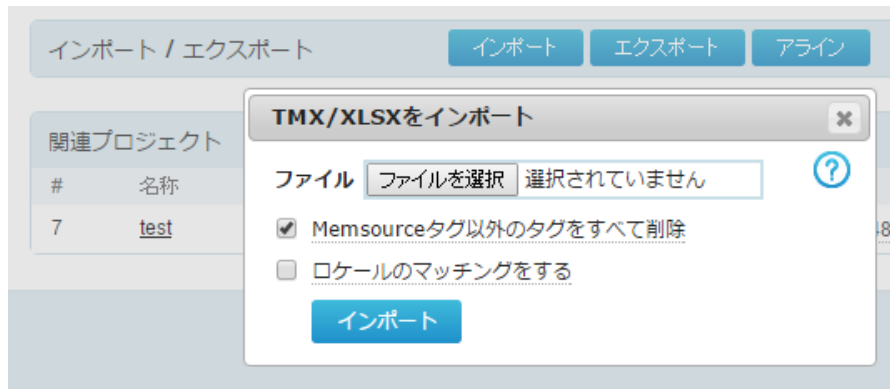 インポート / エクスポート インポート エクスポート アライン
TMX/XLSXをインポート
関連プロジェクト
ファイル ファイルを選択 選択されていません
# 名称
Memsourceタグ以外のタグをすべて削除
7 test
ロケールのマッチングをする
インポート